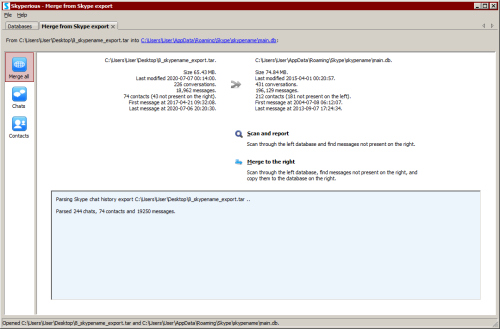 Skyperious - Merge from Skype export
File Help
Databases Merge from Skype export
From C:\Users\User\Desktop\8_skypename_export.tar into C:\Users\User\AppData\Roaming\Skype\skypename\main.db:
Merge all
Chats
Contacts
C:\Users\User\Desktop\8_skypename_export.tar.
Size 65.43 MB.
Last modified 2020-07-07 00:14:00.
226 conversations.
18,962 messages.
74 contacts (43 not present on the right).
First message at 2017-04-21 09:32:08.
Last message at 2020-07-06 20:20:30.
C:\Users\User\AppData\Roaming\Skype\skypename\main.db.
Size 74.84 MB.
Last modified 2015-04-01 00:20:57.
431 conversations.
196,129 messages.
212 contacts (181 not present on the left).
First message at 2004-07-08 06:12:07.
Last message at 2013-09-07 17:24:34.
Scan and report
Scan through the left database and find messages not present on the right.
Merge to the right
Scan through the left database, find messages not present on the right, and
copy them to the database on the right.
Parsing Skype chat history export C:\Users\User\Desktop\8_skypename_export.tar ..
Parsed 244 chats, 74 contacts and 19250 messages.
Opened C:\Users\User\Desktop\8_skypename_export.tar and C:\Users\User\AppData\Roaming\Skype\skypename\main.db.